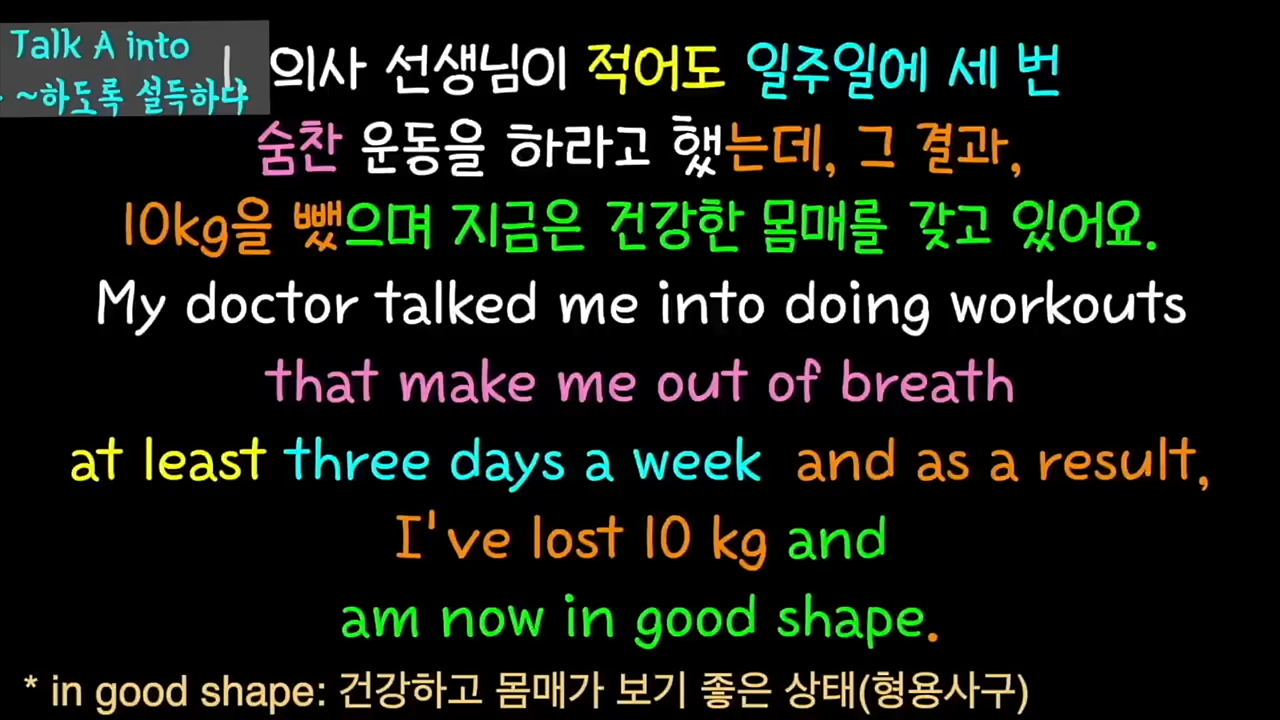 Talk A into
~하도록 설득하다
의사 선생님이 적어도 일주일에 세 번
숨찬 운동을 하라고 했는데, 그 결과,
10kg을 뺐으며 지금은 건강한 몸매를 갖고 있어요.
My doctor talked me into doing workouts
that make me out of breath
at least three days a week and as a result,
I've lost 10 kg and
am now in good shape.
* in good shape: 건강하고 몸매가 보기 좋은 상태(형용사구)